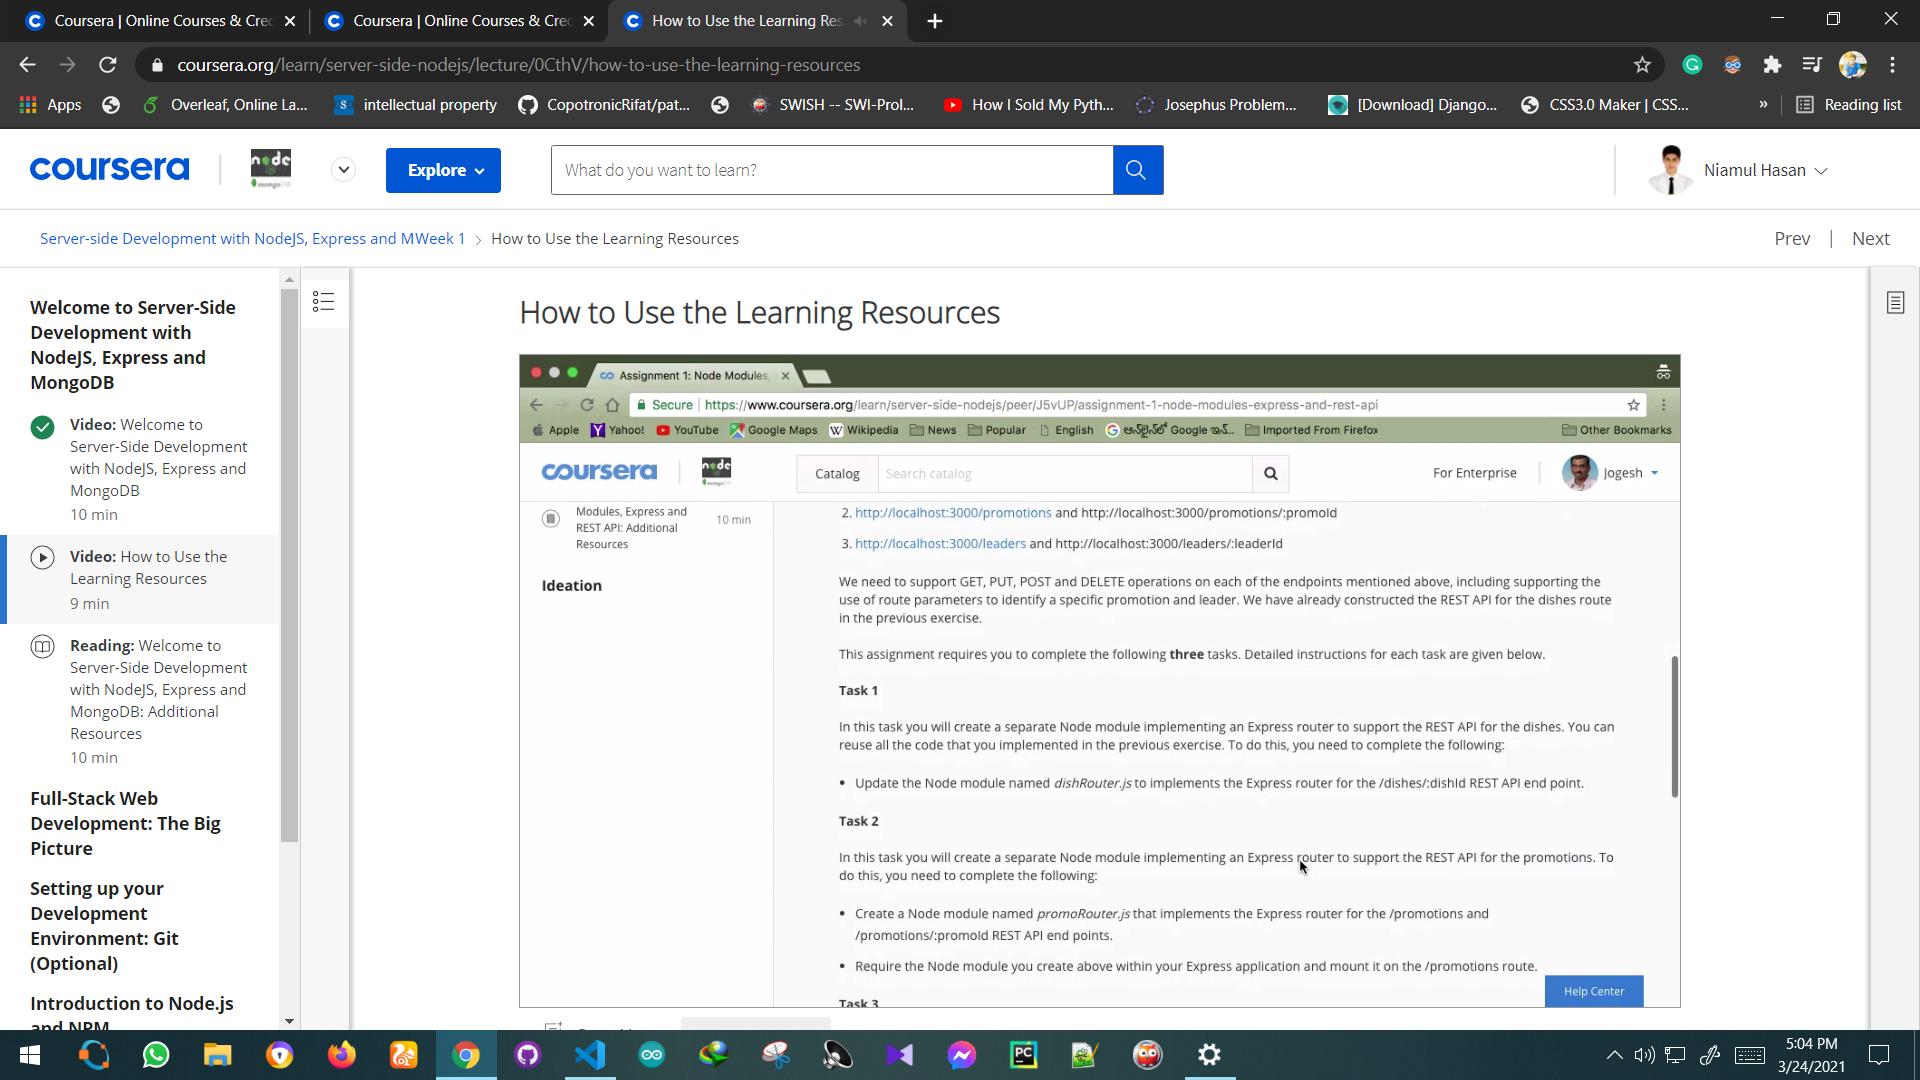 Coursera | Online Courses & Cre
Coursera | Online Courses & Cre
How to Use the Learning Res
coursera.org/learn/server-side-nodejs/lecture/0CthV/how-to-use-the-learning-resources
Apps
Overleaf, Online La...
intellectual property
CopotronicRifat/pat...
SWISH -- SWI-Prol...
How I Sold My Pyth...
Josephus Problem...
[Download] Django...
CSS3.0 Maker | CSS...
»
Reading list
coursera
node
mongoDB
Explore
What do you want to learn?
Niamul Hasan
Server-side Development with NodeJS, Express and MWeek 1 > How to Use the Learning Resources
Prev | Next
Welcome to Server-Side
Development with
NodeJS, Express and
MongoDB
Video: Welcome to
Server-Side Development
with NodeJS, Express and
MongoDB
10 min
Video: How to Use the
Learning Resources
9 min
Reading: Welcome to
Server-Side Development
with NodeJS, Express and
MongoDB: Additional
Resources
10 min
Full-Stack Web
Development: The Big
Picture
Setting up your
Development
Environment: Git
(Optional)
Introduction to Node.js
and NPM
How to Use the Learning Resources
Assignment 1: Node Modules,
Secure | https://www.coursera.org/learn/server-side-nodejs/peer/J5vUP/assignment-1-node-modules-express-and-rest-api
Apple
Yahoo!
YouTube
Google Maps
Wikipedia
News
Popular
English
Google
Imported From Firefox
Other Bookmarks
coursera
node
Catalog
Search catalog
For Enterprise
Jogesh
Modules, Express and
REST API: Additional
Resources
10 min
Ideation
2. http://localhost:3000/promotions and http://localhost:3000/promotions/:promoId
3. http://localhost:3000/leaders and http://localhost:3000/leaders/:leaderId
We need to support GET, PUT, POST and DELETE operations on each of the endpoints mentioned above, including supporting the
use of route parameters to identify a specific promotion and leader. We have already constructed the REST API for the dishes route
in the previous exercise.
This assignment requires you to complete the following three tasks. Detailed instructions for each task are given below.
Task 1
In this task you will create a separate Node module implementing an Express router to support the REST API for the dishes. You can
reuse all the code that you implemented in the previous exercise. To do this, you need to complete the following:
• Update the Node module named dishRouter.js to implements the Express router for the /dishes/:dishId REST API end point.
Task 2
In this task you will create a separate Node module implementing an Express router to support the REST API for the promotions. To
do this, you need to complete the following:
• Create a Node module named promoRouter.js that implements the Express router for the /promotions and
/promotions/:promoId REST API end points.
• Require the Node module you create above within your Express application and mount it on the /promotions route.
Task 3
Help Center
PC
5:04 PM
3/24/2021